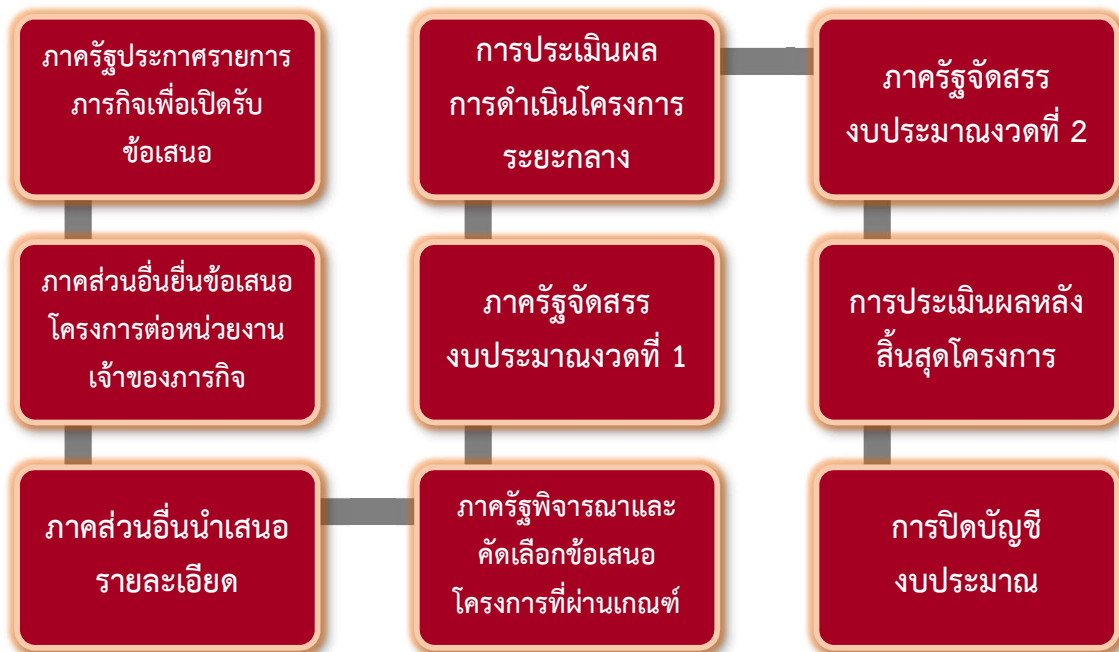 ภาครัฐประกาศรายการ
ภารกิจเพื่อเปิดรับ
ข้อเสนอ
ภาคส่วนอื่นยื่นข้อเสนอ
โครงการต่อหน่วยงาน
เจ้าของภารกิจ
ภาคส่วนอื่นนำเสนอ
รายละเอียด
ภาครัฐพิจารณาและ
คัดเลือกข้อเสนอ
โครงการที่ผ่านเกณฑ์
ภาครัฐจัดสรร
งบประมาณงวดที่ 1
การประเมินผล
การดำเนินโครงการ
ระยะกลาง
ภาครัฐจัดสรร
งบประมาณงวดที่ 2
การประเมินผลหลัง
สิ้นสุดโครงการ
การปิดบัญชี
งบประมาณ